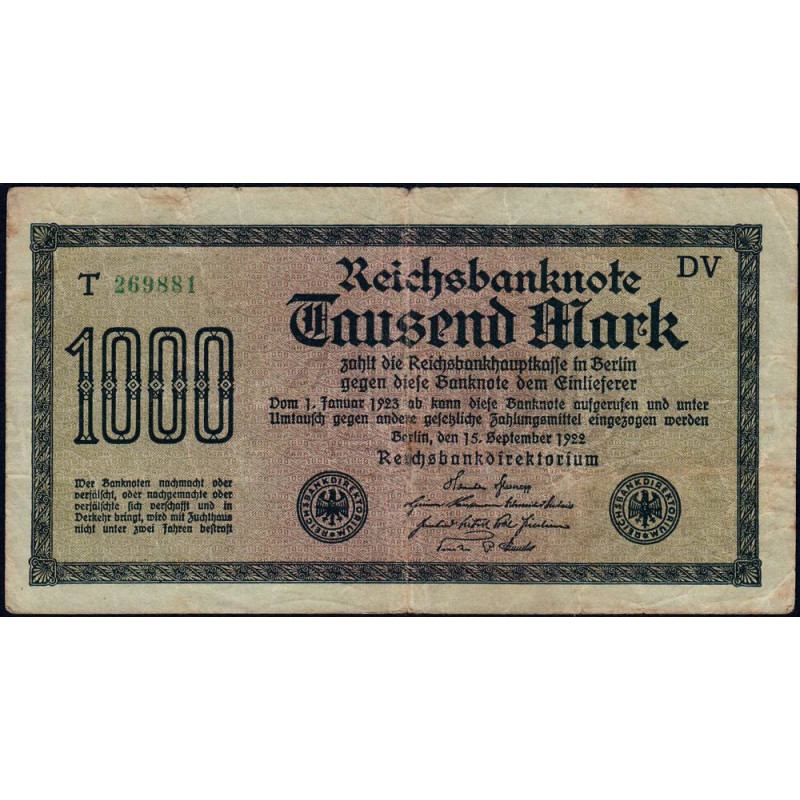 T 269881
DV
Reichsbanknote
Tausend Mark
1000
zahlt die Reichsbankhauptkasse in Berlin
gegen diese Banknote dem Einlieferer
Vom 1. Januar 1923 ab kann diese Banknote aufgerufen und unter
Umtausch gegen andere gesetzliche Zahlungsmittel eingezogen werden
Berlin, den 15. September 1922
Reichsbankdirektorium
Wer Banknoten nachmacht oder
verfälscht, oder nachgemachte oder
verfälschte sich verschafft und in
Verkehr bringt, wird mit Zuchthaus
nicht unter zwei Jahren bestraft
REICHSBANKDIREKTORIUM
REICHSBANKDIREKTORIUM